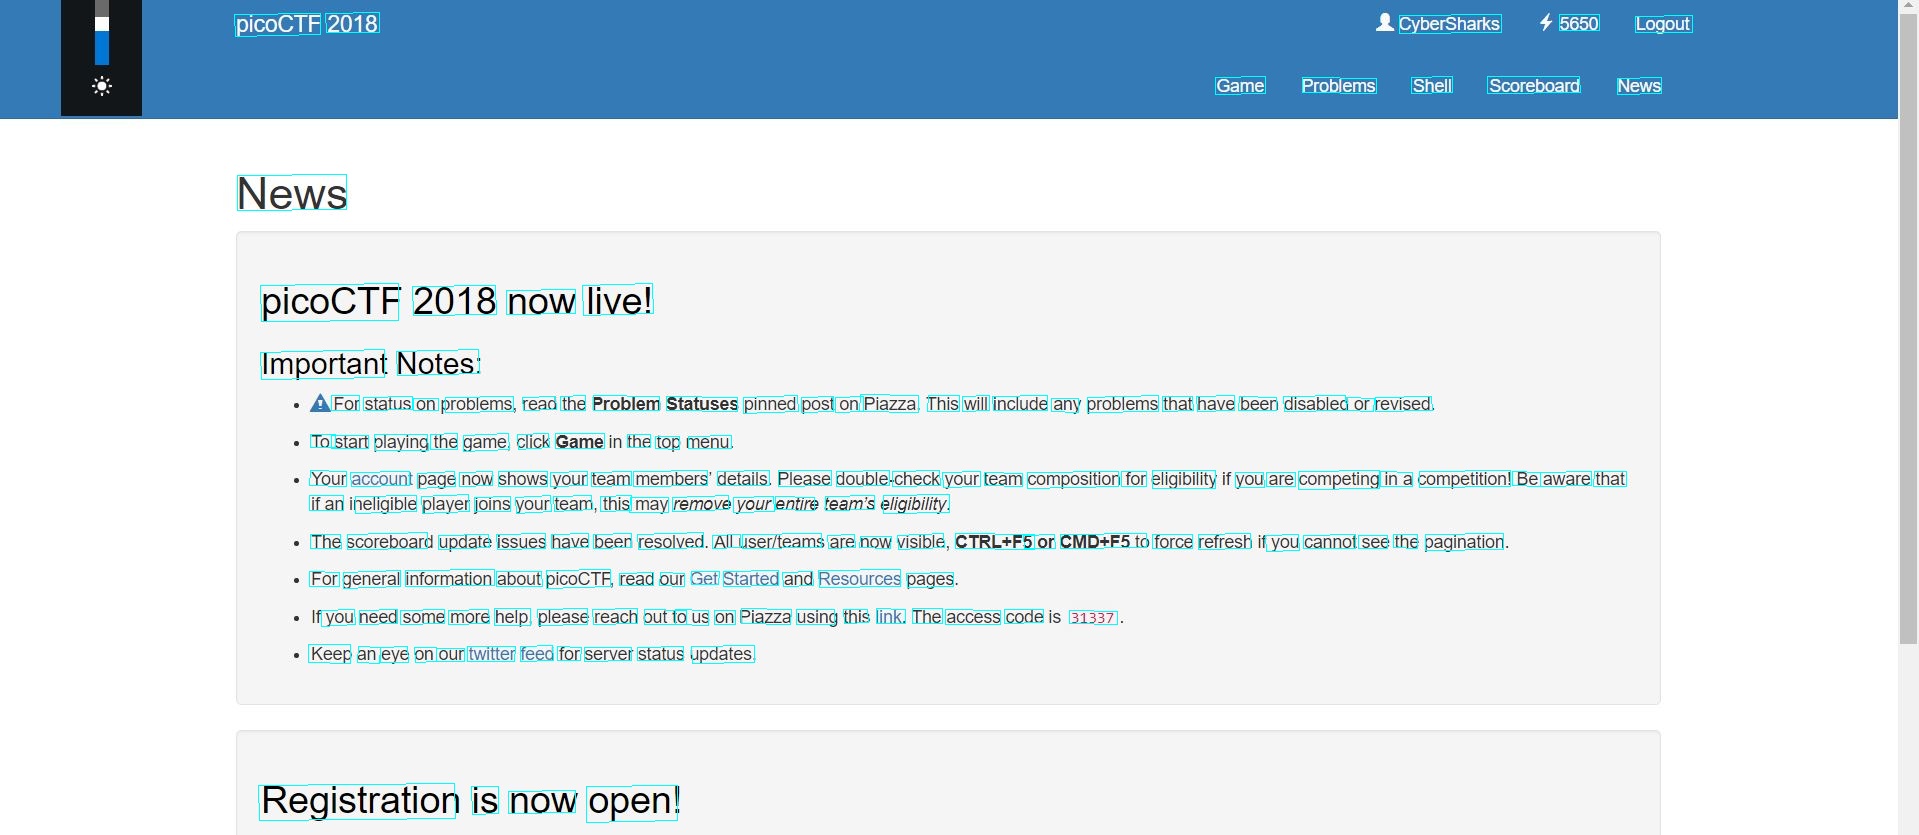 picoCTF 2018
CyberSharks 5650 Logout
Game Problems Shell Scoreboard News
News
picoCTF 2018 now live!
Important Notes:
For status on problems, read the Problem Statuses pinned post on Piazza. This will include any problems that have been disabled or revised.
To start playing the game, click Game in the top menu.
Your account page now shows your team members' details. Please double-check your team composition for eligibility if you are competing in a competition! Be aware that
if an ineligible player joins your team, this may remove your entire team's eligibility.
The scoreboard update issues have been resolved. All user/teams are now visible, CTRL+F5 or CMD+F5 to force refresh if you cannot see the pagination.
For general information about picoCTF, read our Get Started and Resources pages.
If you need some more help, please reach out to us on Piazza using this link. The access code is 31337.
Keep an eye on our twitter feed for server status updates.
Registration is now open!